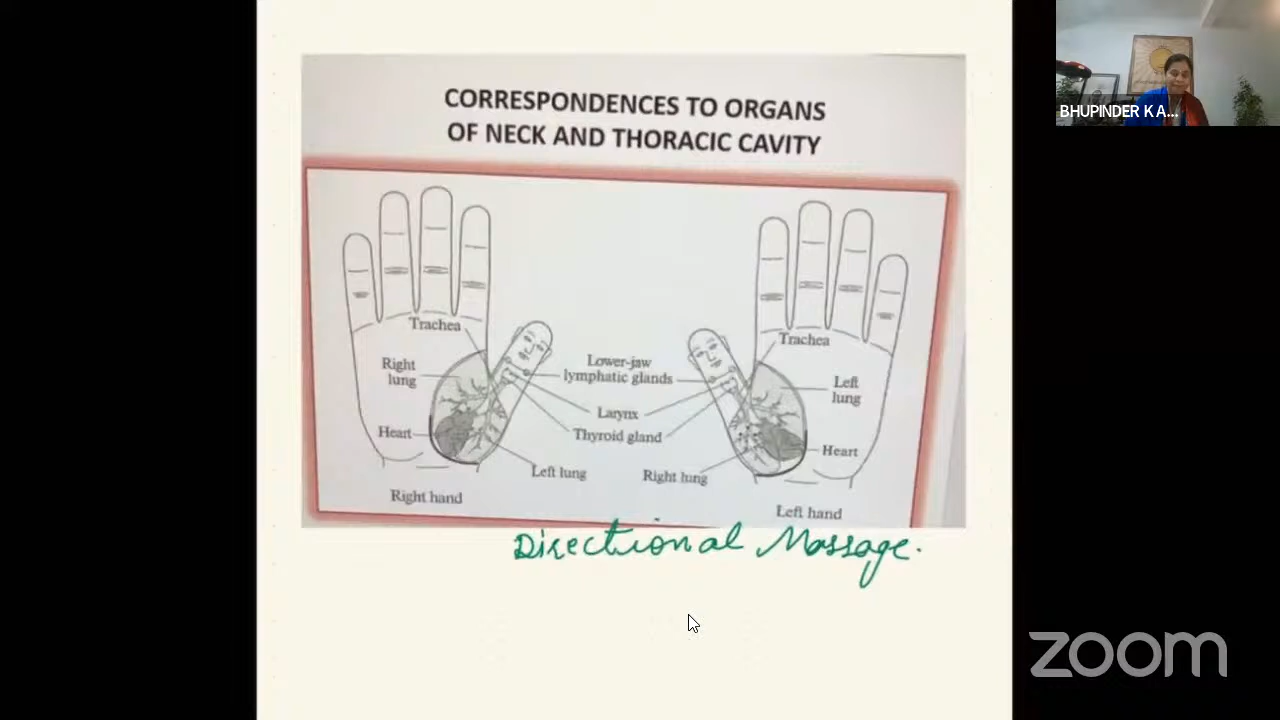 CORRESPONDENCES TO ORGANS
OF NECK AND THORACIC CAVITY
Trachea
Right
lung
Heart
Right hand
Lower-jaw
lymphatic glands
Larynx
Thyroid gland
Left lung
Right lung
Trachea
Left
lung
Heart
Left hand
Directional Massage.
BHUPINDER K A...
zoom